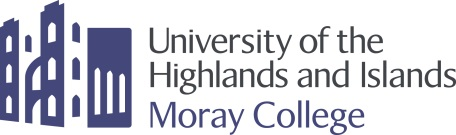 University of the
Highlands and Islands
Moray College